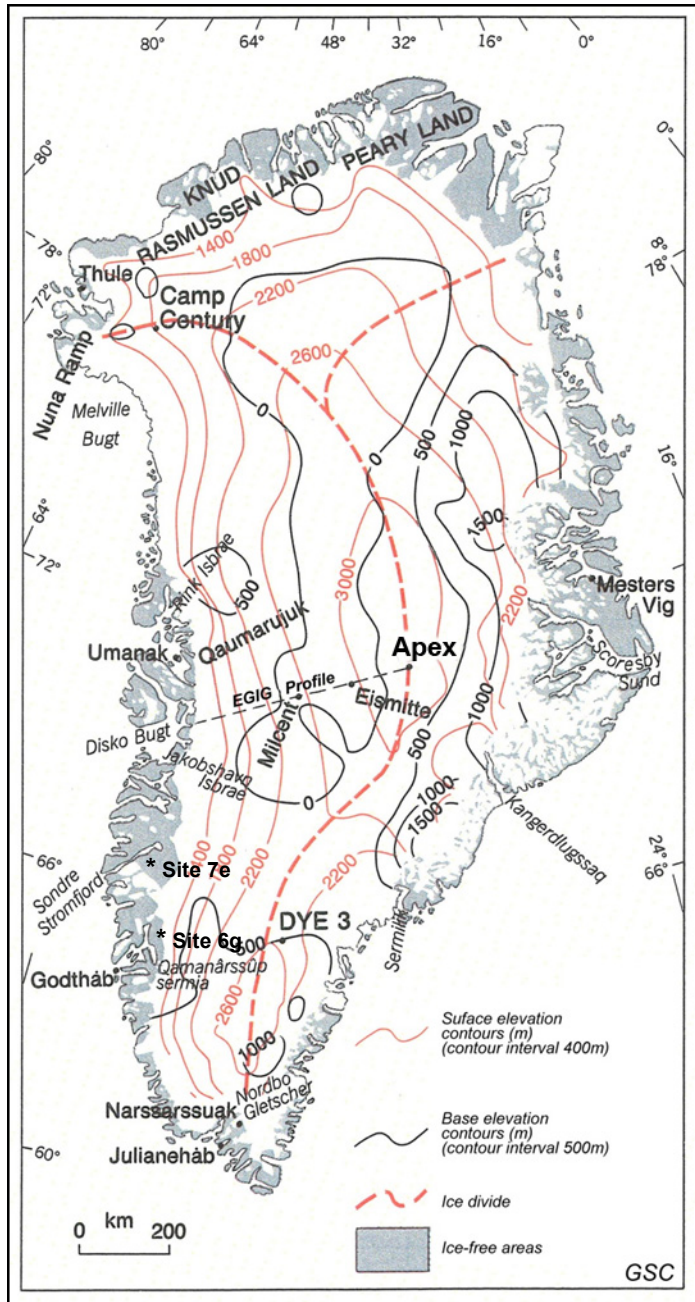 80° 64° 48° 32° 16° 0°
80°
0°
KNUD
RASMUSSEN LAND
PEARY LAND
78°
8°
78°
1400
1800
2200
Thule
72°
Camp
Century
2600
Nuna Ramp
Melville
Bugt
0
0
500
1000
16°
64°
72°
1500
Rink Isbrae
500
3000
2200
Mesters
Vig
Umanak
Qaumarujuk
Apex
Scoresby
Sund
EGIG Profile
Eismitte
1000
Disko Bugt
Milcent
500
Jakobshavn
Isbrae
0
1000
1500
Kangerdlugssaq
66°
* Site 7e
2200
2200
24°
66°
Sondre
Stromfjord
DYE 3
Sermilik
* Site 6g
500
Godthåb
Qamanârssûp
sermia
2600
1000
Suface elevation
contours (m)
(contour interval 400m)
Nordbo
Gletscher
Narssarssuak
Base elevation
contours (m)
(contour interval 500m)
60°
Julianehåb
Ice divide
0 200
km
Ice-free areas
GSC